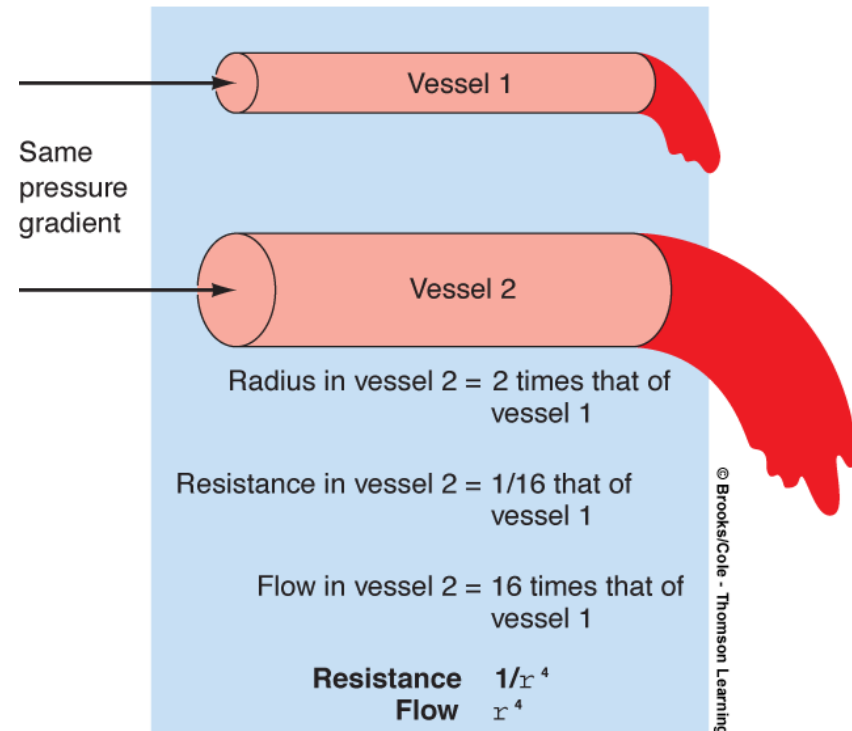 Vessel 1
Same
pressure
gradient
Vessel 2
Radius in vessel 2 = 2 times that of
vessel 1
Resistance in vessel 2 = 1/16 that of
vessel 1
Flow in vessel 2 = 16 times that of
vessel 1
Resistance 1/r⁴
Flow r⁴
© Brooks/Cole - Thomson Learning